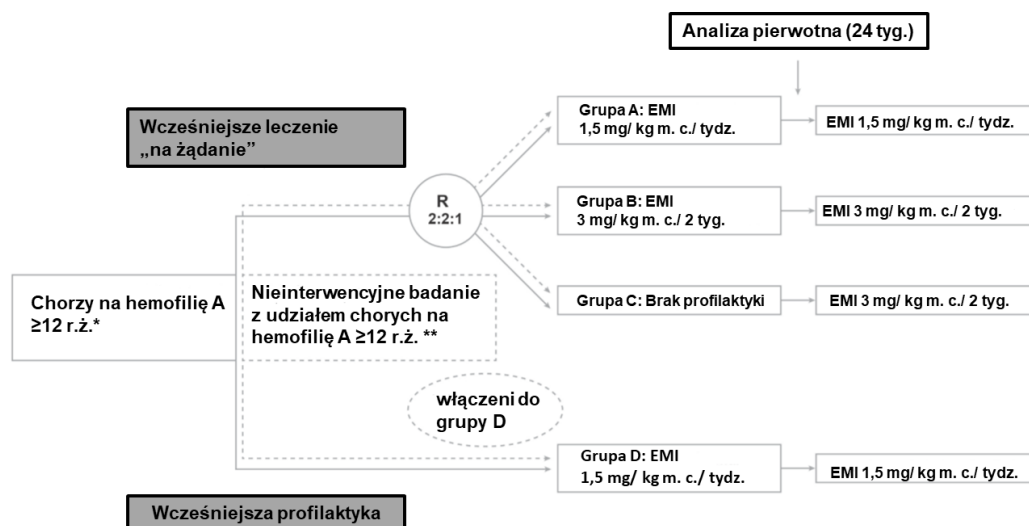 Analiza pierwotna (24 tyg.)
Wcześniejsze leczenie
„na żądanie”
Grupa A: EMI
1,5 mg/ kg m. c./ tydz.
EMI 1,5 mg/ kg m. c./ tydz.
R
2:2:1
Grupa B: EMI
3 mg/ kg m. c./ 2 tyg.
EMI 3 mg/ kg m. c./ 2 tyg.
Chorzy na hemofilię A
≥12 r.ż.*
Nieinterwencyjne badanie
z udziałem chorych na
hemofilię A ≥12 r.ż. **
Grupa C: Brak profilaktyki
EMI 3 mg/ kg m. c./ 2 tyg.
włączeni do
grupy D
Grupa D: EMI
1,5 mg/ kg m. c./ tydz.
EMI 1,5 mg/ kg m. c./ tydz.
Wcześniejsza profilaktyka